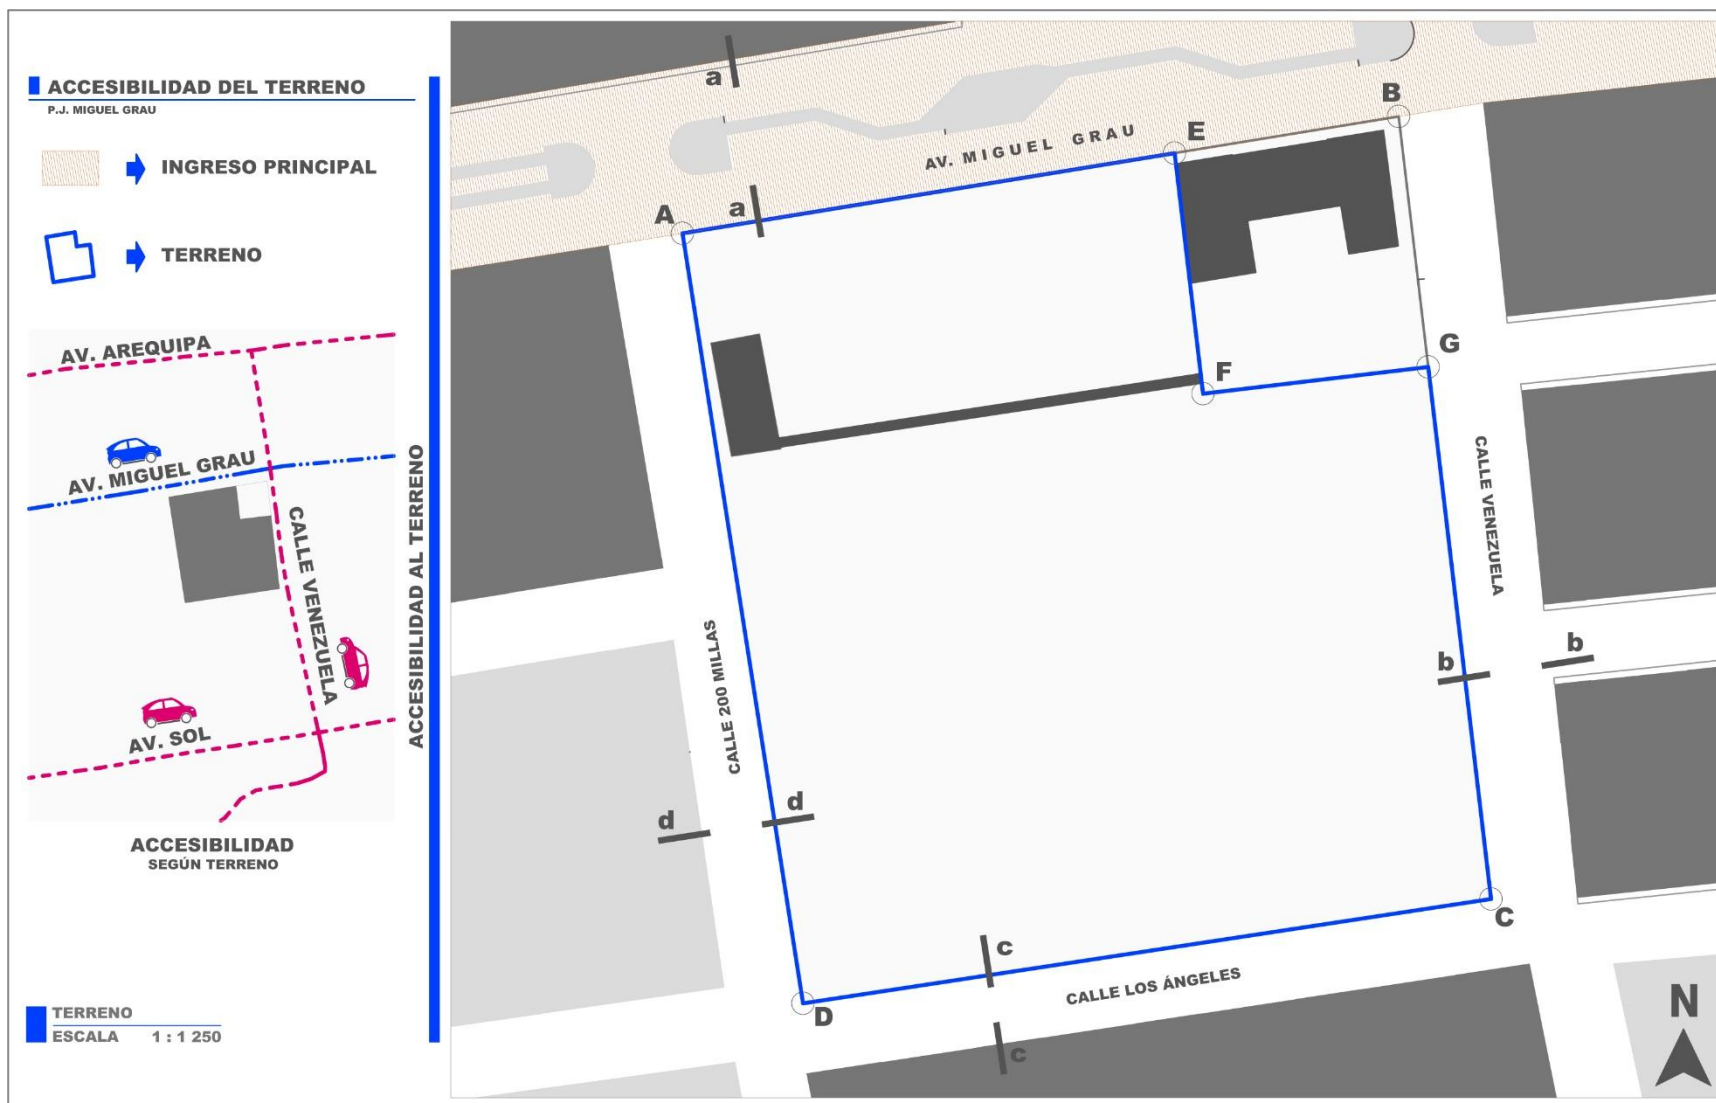 ACCESIBILIDAD DEL TERRENO
P.J. MIGUEL GRAU
INGRESO PRINCIPAL
TERRENO
AV. AREQUIPA
AV. MIGUEL GRAU
CALLE VENEZUELA
AV. SOL
ACCESIBILIDAD
SEGÚN TERRENO
ACCESIBILIDAD AL TERRENO
TERRENO
ESCALA 1 : 1 250
a
a
A
AV. MIGUEL GRAU
E
B
F
G
CALLE VENEZUELA
b
b
CALLE 200 MILLAS
d
d
C
c
c
CALLE LOS ÁNGELES
D
N